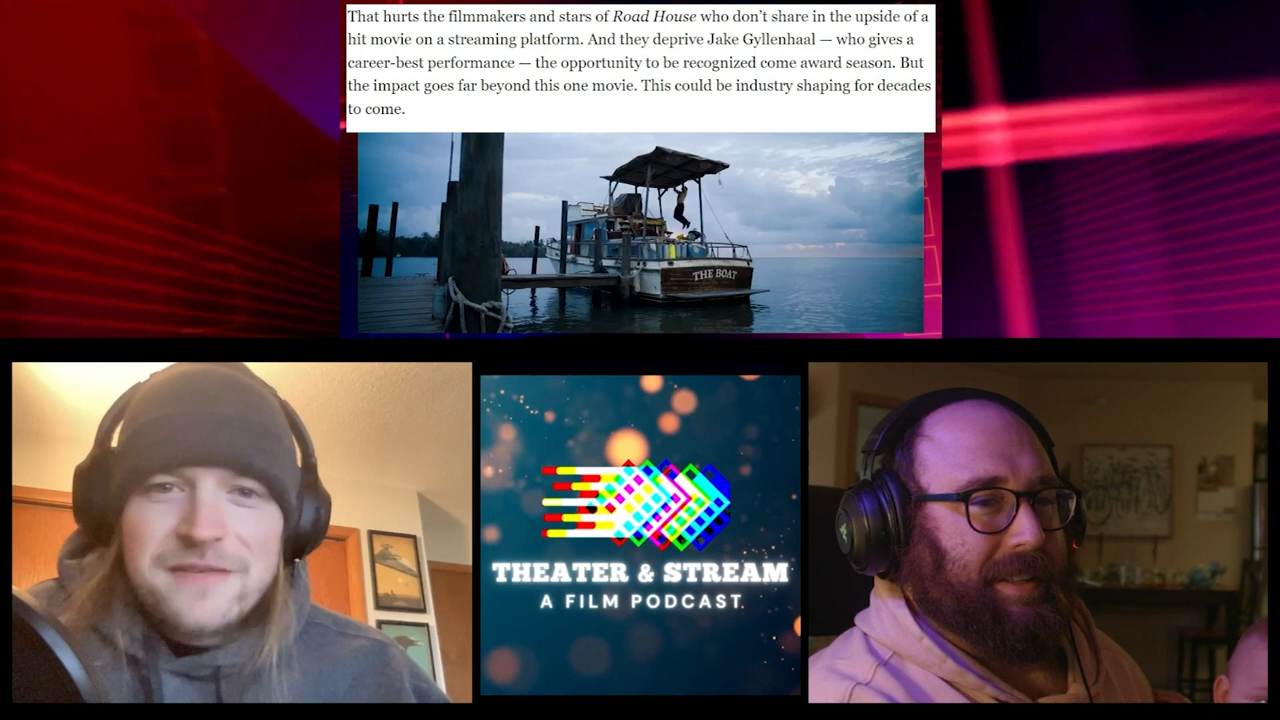 That hurts the filmmakers and stars of Road House who don’t share in the upside of a
hit movie on a streaming platform. And they deprive Jake Gyllenhaal — who gives a
career-best performance — the opportunity to be recognized come award season. But
the impact goes far beyond this one movie. This could be industry shaping for decades
to come.
THE BOAT
THEATER & STREAM
A FILM PODCAST